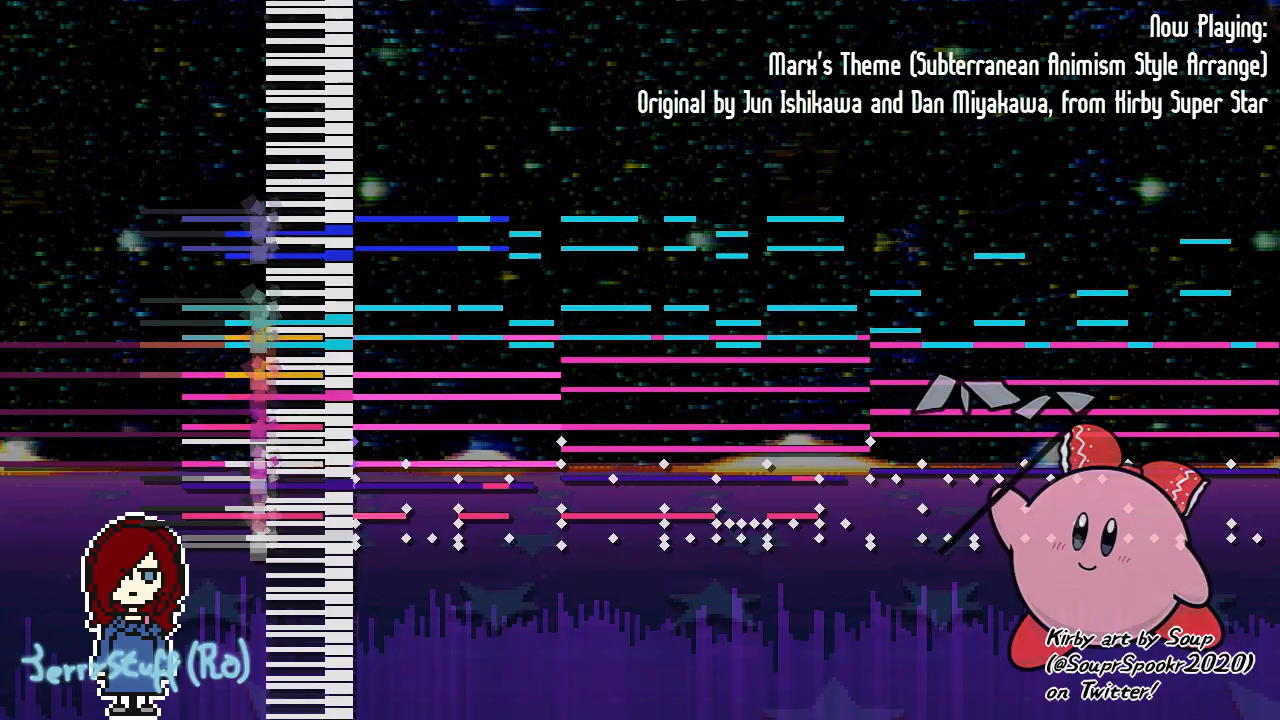 Now Playing:
Marx's Theme (Subterranean Animism Style Arrange)
Original by Jun Ishikawa and Dan Miyakawa, from Kirby Super Star
(Ro)
Kirby art by Soup
(@SouprSpookr2020)
on Twitter!